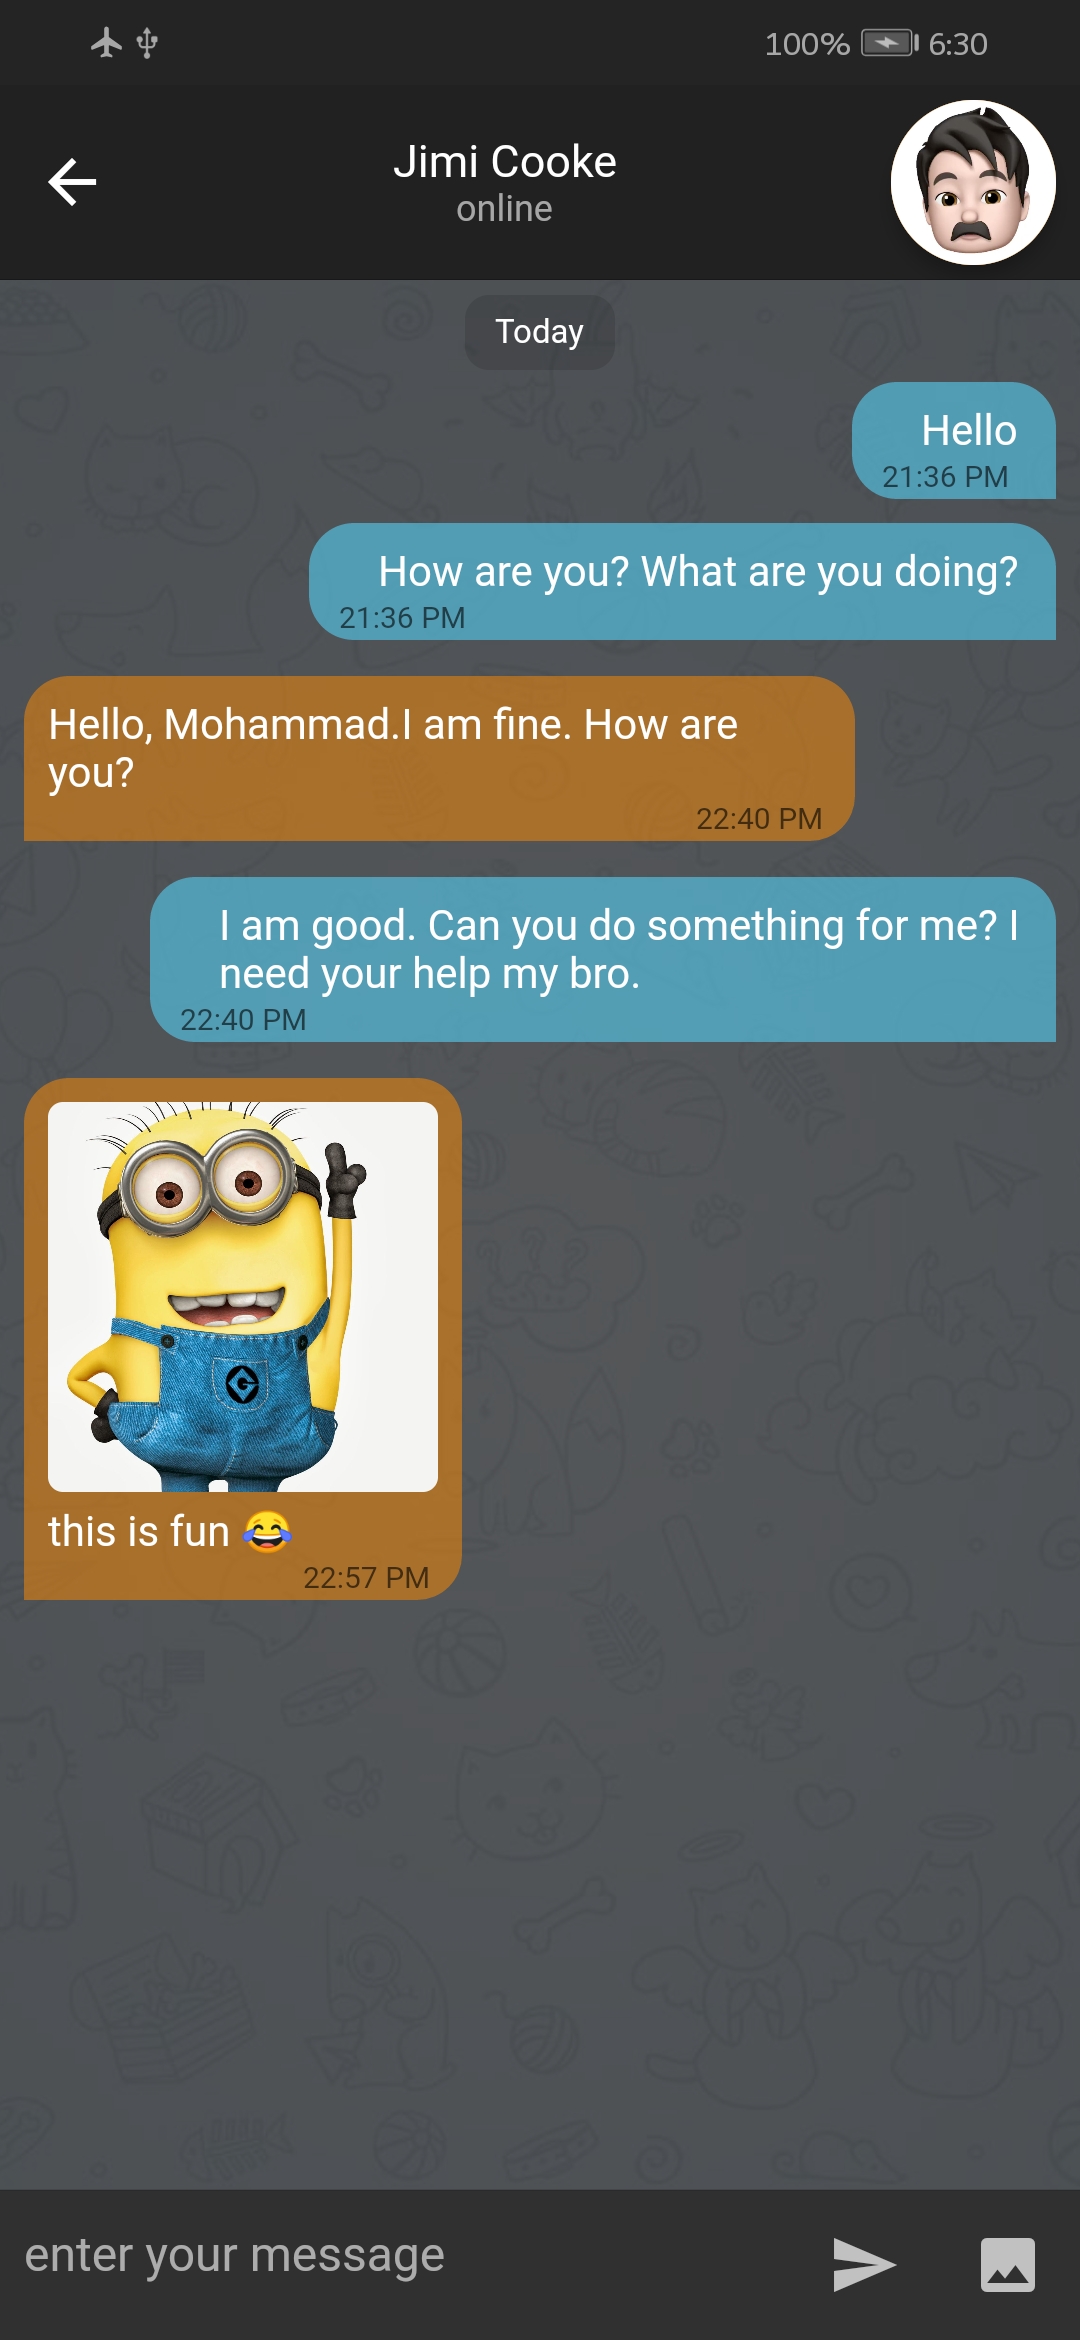 100% 6:30
Jimi Cooke
online
Today
Hello
21:36 PM
How are you? What are you doing?
21:36 PM
Hello, Mohammad.I am fine. How are
you?
22:40 PM
I am good. Can you do something for me? I
need your help my bro.
22:40 PM
this is fun 😂
22:57 PM
enter your message